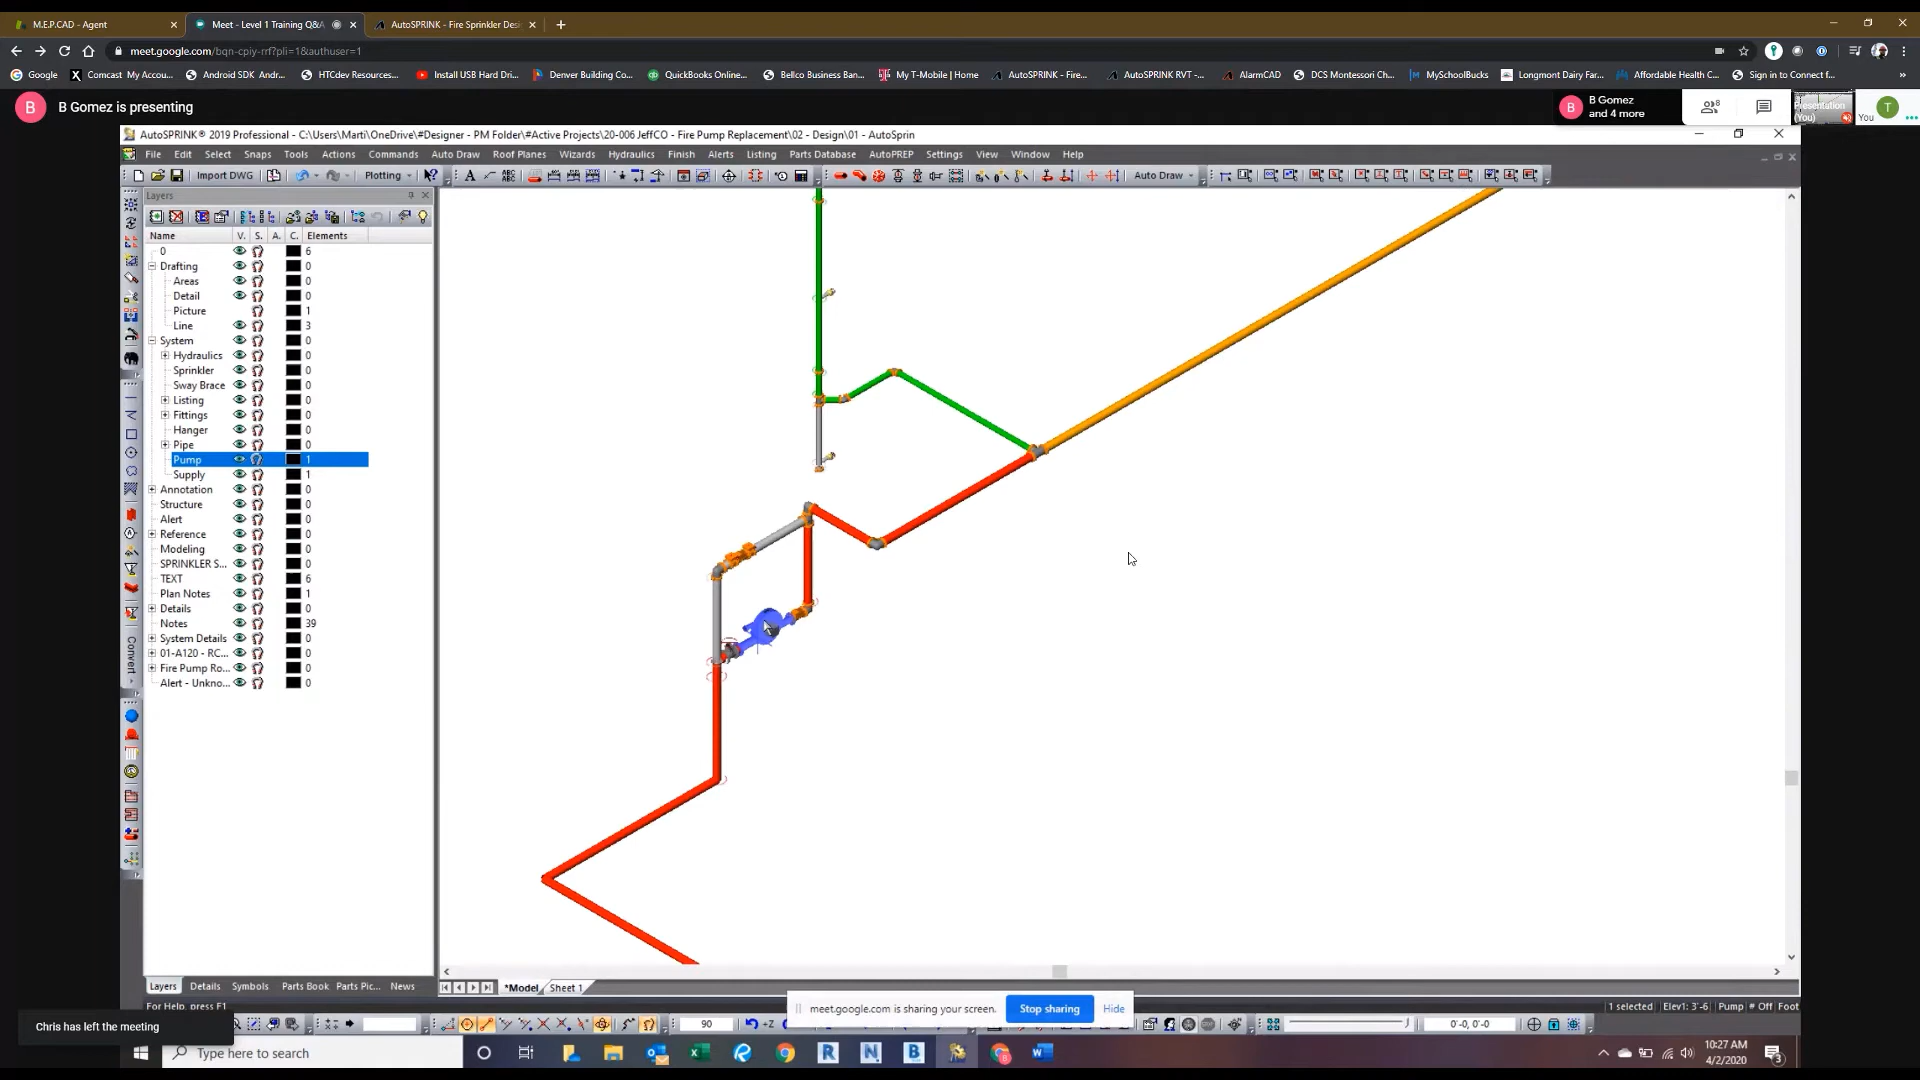 M.E.P.CAD - Agent
Meet - Level 1 Training Q&A
AutoSPRINK - Fire Sprinkler Des
meet.google.com/bqn-cpiy-rrf?pli=1&authuser=1
Google
Comcast My Accou...
Android SDK Andr...
HTCdev Resources...
Install USB Hard Dri...
Denver Building Co...
QuickBooks Online...
Bellco Business Ban...
My T-Mobile | Home
AutoSPRINK - Fire...
AutoSPRINK RVT -...
AlarmCAD
DCS Montessori Ch...
MySchoolBucks
Longmont Dairy Far...
Affordable Health C...
Sign in to Connect f...
B
B Gomez is presenting
B
B Gomez
and 4 more
8
Presentation
(You)
You
T
AutoSPRINK® 2019 Professional - C:\Users\Marti\OneDrive\#Designer - PM Folder\#Active Projects\20-006 JeffCO - Fire Pump Replacement\02 - Design\01 - AutoSprin
File Edit Select Snaps Tools Actions Commands Auto Draw Roof Planes Wizards Hydraulics Finish Alerts Listing Parts Database AutoPREP Settings View Window Help
Import DWG
Plotting
Auto Draw
Layers
Name V. S. A. C. Elements
0 6
Drafting 0
Areas 0
Detail 0
Picture 1
Line 3
System 0
Hydraulics 0
Sprinkler 0
Sway Brace 0
Listing 0
Fittings 0
Hanger 0
Pipe 0
Pump 1
Supply 1
Annotation 0
Structure 0
Alert 0
Reference 0
Modeling 0
SPRINKLER S... 0
TEXT 6
Plan Notes 1
Details 0
Notes 39
System Details 0
01-A120 - RC... 0
Fire Pump Ro... 0
Alert - Unkno... 0
Convert
Layers Details Symbols Parts Book Parts Pic... News
*Model Sheet 1
For Help, press F1
meet.google.com is sharing your screen.
Stop sharing
Hide
1 selected Elev1: 3'-6 Pump # Off Foot
Chris has left the meeting
90
+Z
0'-0, 0'-0
Type here to search
10:27 AM
4/2/2020
3